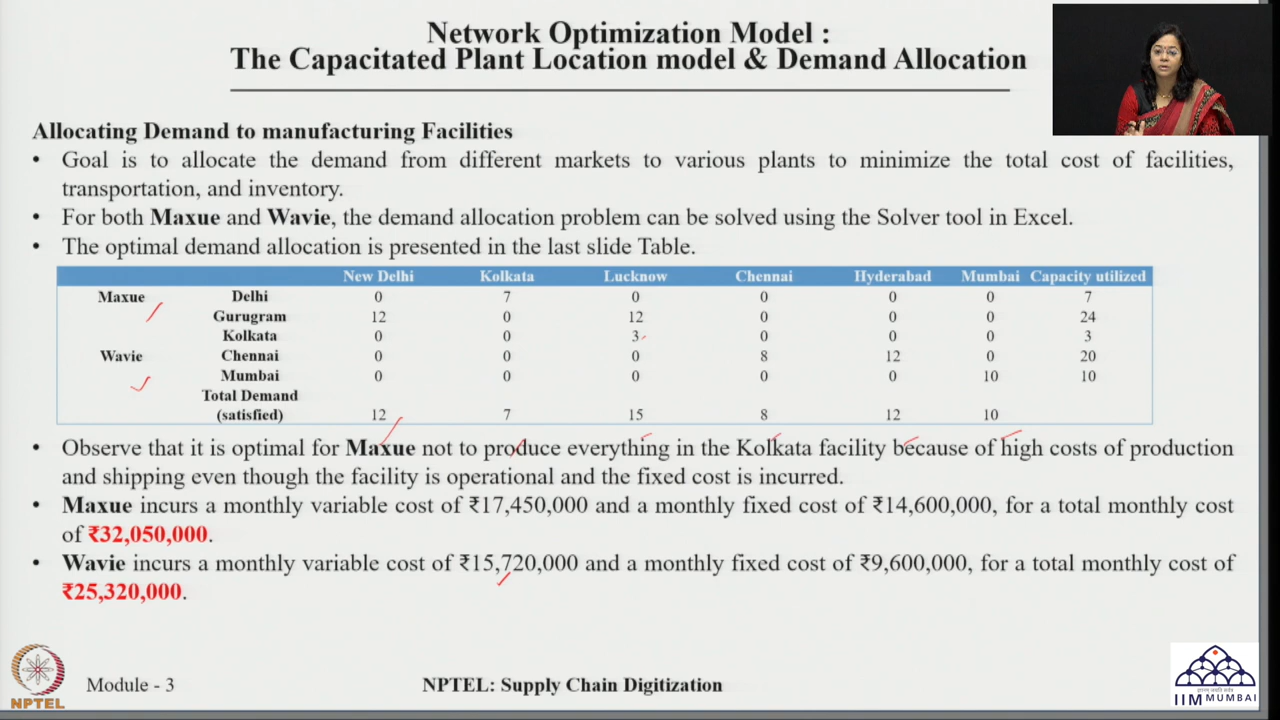 Network Optimization Model :
The Capacitated Plant Location model & Demand Allocation
Allocating Demand to manufacturing Facilities
• Goal is to allocate the demand from different markets to various plants to minimize the total cost of facilities,
transportation, and inventory.
• For both Maxue and Wavie, the demand allocation problem can be solved using the Solver tool in Excel.
• The optimal demand allocation is presented in the last slide Table.
New Delhi Kolkata Lucknow Chennai Hyderabad Mumbai Capacity utilized
Maxue Delhi 0 7 0 0 0 0 7
Gurugram 12 0 12 0 0 0 24
Kolkata 0 0 3 0 0 0 3
Wavie Chennai 0 0 0 8 12 0 20
Mumbai 0 0 0 0 0 10 10
Total Demand
(satisfied) 12 7 15 8 12 10
• Observe that it is optimal for Maxue not to produce everything in the Kolkata facility because of high costs of production
and shipping even though the facility is operational and the fixed cost is incurred.
• Maxue incurs a monthly variable cost of ₹17,450,000 and a monthly fixed cost of ₹14,600,000, for a total monthly cost
of ₹32,050,000.
• Wavie incurs a monthly variable cost of ₹15,720,000 and a monthly fixed cost of ₹9,600,000, for a total monthly cost of
₹25,320,000.
NPTEL
Module - 3
NPTEL: Supply Chain Digitization
IIM MUMBAI